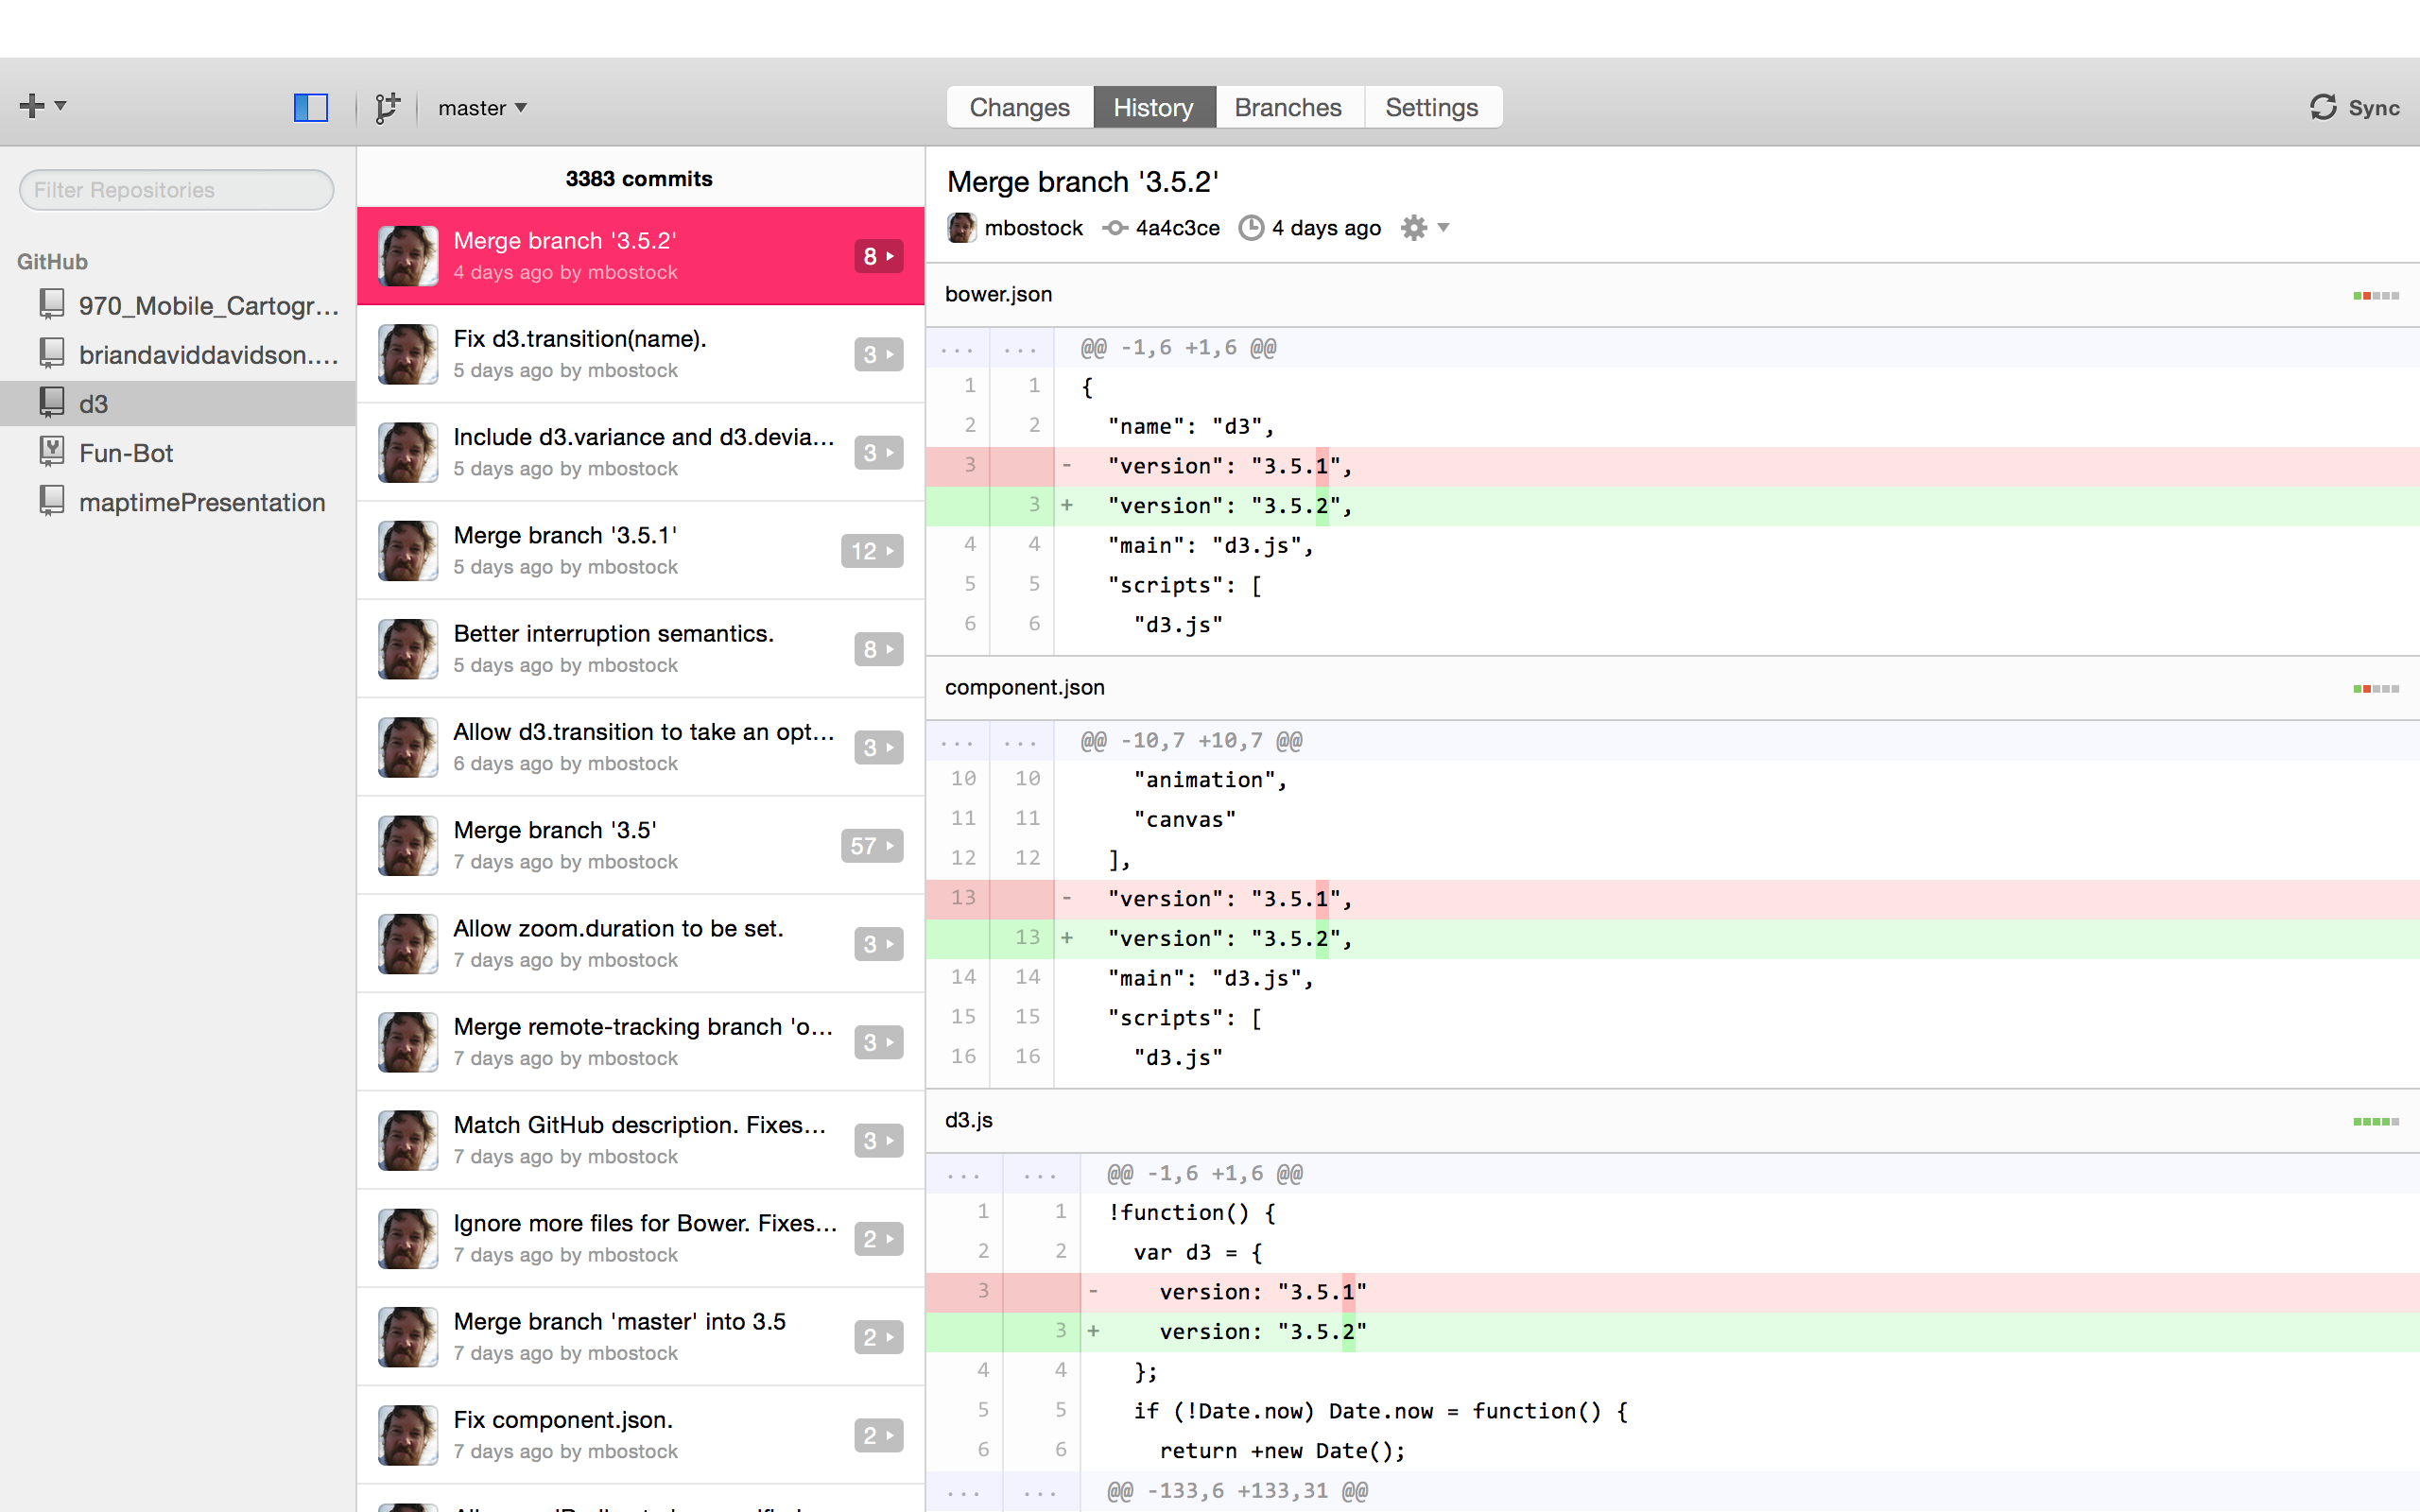 master
Changes
History
Branches
Settings
Sync
Filter Repositories
GitHub
970_Mobile_Cartogr...
briandaviddavidson....
d3
Fun-Bot
maptimePresentation
3383 commits
Merge branch '3.5.2'
4 days ago by mbostock
8
Fix d3.transition(name).
5 days ago by mbostock
3
Include d3.variance and d3.devia...
5 days ago by mbostock
3
Merge branch '3.5.1'
5 days ago by mbostock
12
Better interruption semantics.
5 days ago by mbostock
8
Allow d3.transition to take an opt...
6 days ago by mbostock
3
Merge branch '3.5'
7 days ago by mbostock
57
Allow zoom.duration to be set.
7 days ago by mbostock
3
Merge remote-tracking branch 'o...
7 days ago by mbostock
3
Match GitHub description. Fixes...
7 days ago by mbostock
3
Ignore more files for Bower. Fixes...
7 days ago by mbostock
2
Merge branch 'master' into 3.5
7 days ago by mbostock
2
Fix component.json.
7 days ago by mbostock
2
Merge branch '3.5.2'
mbostock 4a4c3ce 4 days ago
bower.json
... ... @@ -1,6 +1,6 @@
1 1 {
2 2 "name": "d3",
3 - "version": "3.5.1",
3 + "version": "3.5.2",
4 4 "main": "d3.js",
5 5 "scripts": [
6 6 "d3.js"
component.json
... ... @@ -10,7 +10,7 @@
10 10 "animation",
11 11 "canvas"
12 12 ],
13 - "version": "3.5.1",
13 + "version": "3.5.2",
14 14 "main": "d3.js",
15 15 "scripts": [
16 16 "d3.js"
d3.js
... ... @@ -1,6 +1,6 @@
1 1 !function() {
2 2 var d3 = {
3 - version: "3.5.1"
3 + version: "3.5.2"
4 4 };
5 5 if (!Date.now) Date.now = function() {
6 6 return +new Date();
... ... @@ -133,6 +133,31 @@